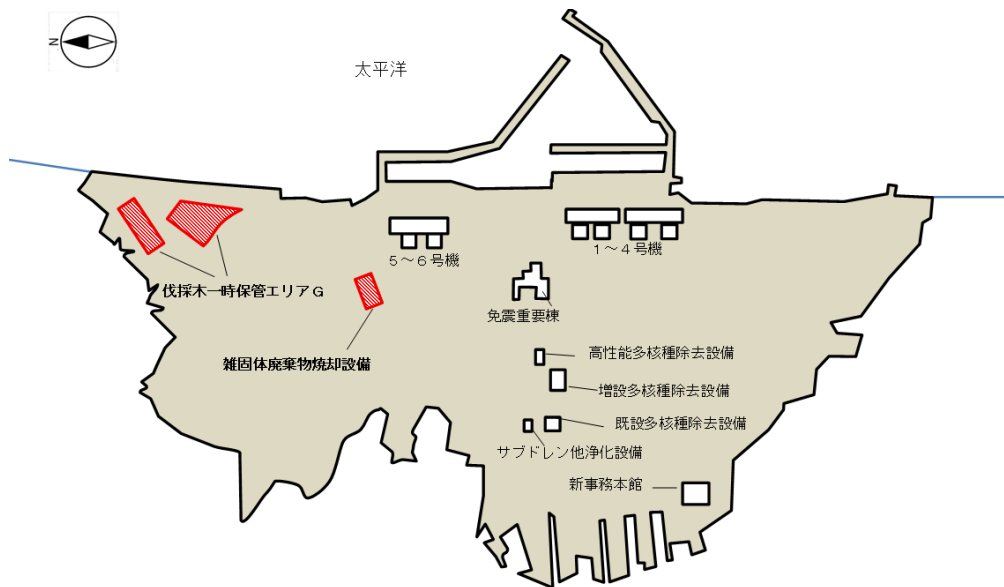 N
太平洋
5～6号機
1～4号機
伐採木一時保管エリアG
免震重要棟
雑固体廃棄物焼却設備
高性能多核種除去設備
増設多核種除去設備
既設多核種除去設備
サブドレン他浄化設備
新事務本館